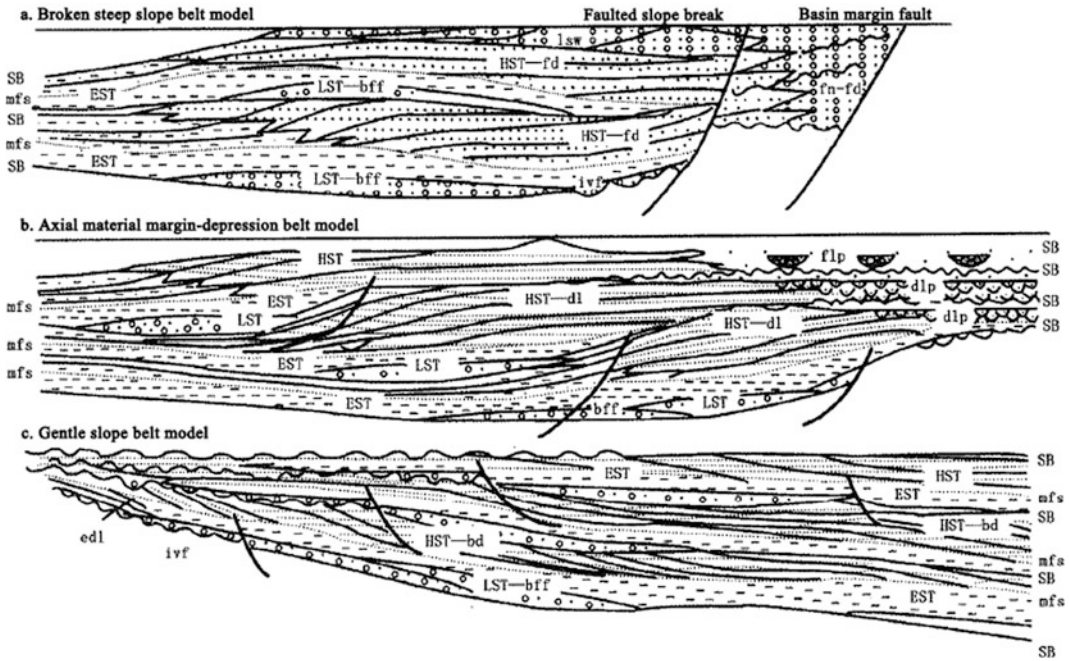 a. Broken steep slope belt model
Faulted slope break
Basin margin fault
lsw
HST—fd
fn—fd
SB
EST
LST—bff
mfs
SB
HST—fd
mfs
EST
SB
LST—bff
ivf
b. Axial material margin-depression belt model
HST
flp
SB
SB
EST
HST—dl
dlp
mfs
LST
HST—dl
dlp
SB
SB
mfs
EST
LST
mfs
EST
bff
LST
c. Gentle slope belt model
EST
HST
SB
EST
mfs
SB
edl
ivf
HST—bd
HST—bd
mfs
SB
LST—bff
EST
mfs
SB